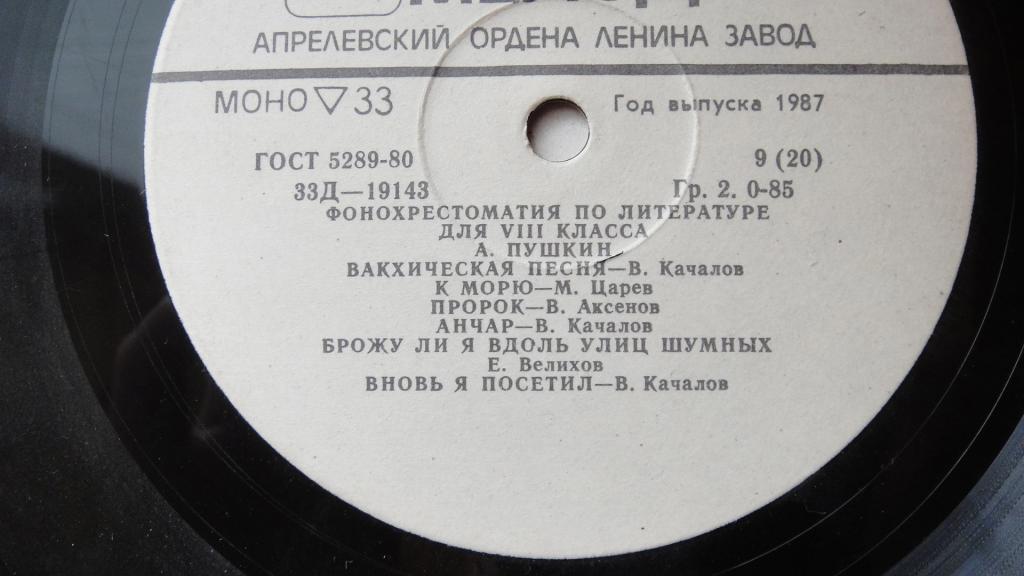 АПРЕЛЕВСКИЙ ОРДЕНА ЛЕНИНА ЗАВОД
МОНО ▽ 33 Год выпуска 1987
ГОСТ 5289-80 9 (20)
33Д—19143 Гр. 2. 0-85
ФОНОХРЕСТОМАТИЯ ПО ЛИТЕРАТУРЕ
ДЛЯ VIII КЛАССА
А. ПУШКИН
ВАКХИЧЕСКАЯ ПЕСНЯ—В. Качалов
К МОРЮ—М. Царев
ПРОРОК—В. Аксенов
АНЧАР—В. Качалов
БРОЖУ ЛИ Я ВДОЛЬ УЛИЦ ШУМНЫХ
Е. Велихов
ВНОВЬ Я ПОСЕТИЛ—В. Качалов